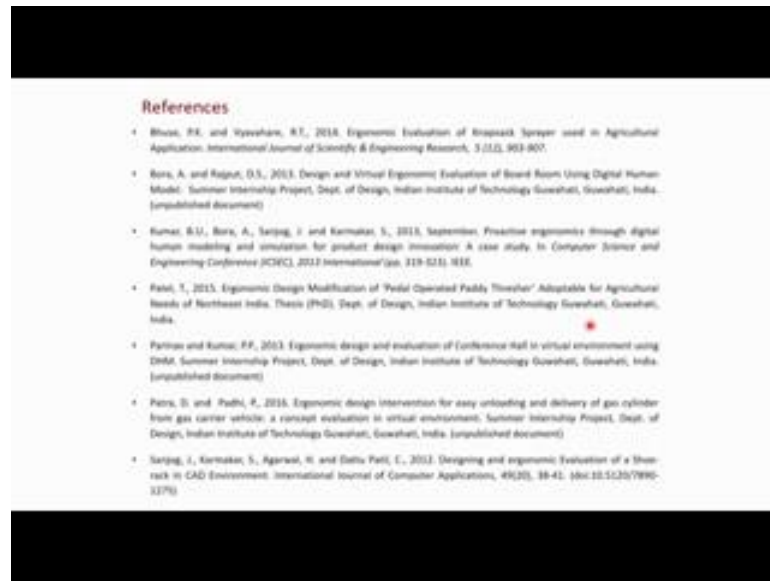 References
• Bhuse, P.K. and Vyavahare, R.T., 2014. Ergonomic Evaluation of Knapsack Sprayer used in Agricultural
Application. International Journal of Scientific & Engineering Research, 5 (12), 903-907.
• Bora, A. and Rajput, D.S., 2013. Design and Virtual Ergonomic Evaluation of Board Room Using Digital Human
Model. Summer Internship Project, Dept. of Design, Indian Institute of Technology Guwahati, Guwahati, India.
(unpublished document)
• Kumar, B.U., Bora, A., Sanjog, J. and Karmakar, S., 2013, September. Proactive ergonomics through digital
human modeling and simulation for product design innovation: A case study. In Computer Science and
Engineering Conference (ICSEC), 2013 International (pp. 319-323). IEEE.
• Patel, T., 2015. Ergonomic Design Modification of 'Pedal Operated Paddy Thresher' Adoptable for Agricultural
Needs of Northeast India. Thesis (PhD), Dept. of Design, Indian Institute of Technology Guwahati, Guwahati,
India.
• and Kumar, P.P., 2013. Ergonomic design and evaluation of Conference Hall in virtual environment using
DHM. Summer Internship Project, Dept. of Design, Indian Institute of Technology Guwahati, Guwahati, India.
(unpublished document)
• Patra, D. and Padhi, P., 2016. Ergonomic design intervention for easy unloading and delivery of gas cylinder
from gas carrier vehicle: a concept evaluation in virtual environment. Summer Internship Project, Dept. of
Design, Indian Institute of Technology Guwahati, Guwahati, India. (unpublished document)
• Sanjog, J., Karmakar, S., Agarwal, H. and Dattu Patil, C., 2012. Designing and ergonomic Evaluation of a Shoe-
rack in CAD Environment. International Journal of Computer Applications, 49(20), 38-41. (doi:10.5120/7890-
1275)